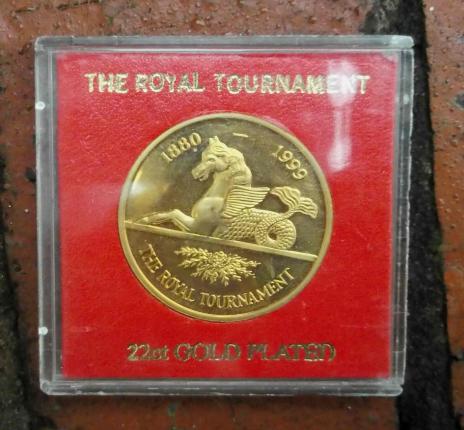 THE ROYAL TOURNAMENT
1880 – 1999
THE ROYAL TOURNAMENT
22ct GOLD PLATED